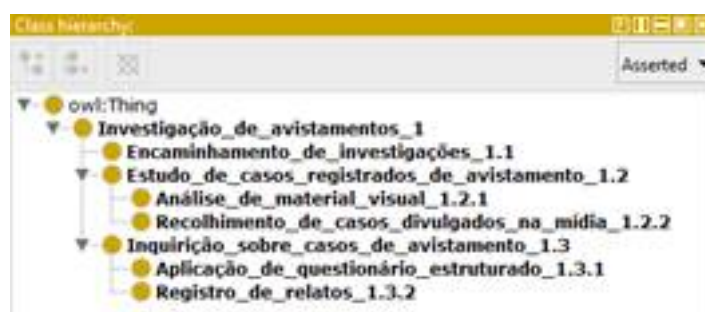 Class hierarchy:
Asserted
owl:Thing
Investigação_de_avistamentos_1
Encaminhamento_de_investigações_1.1
Estudo_de_casos_registrados_de_avistamento_1.2
Análise_de_material_visual_1.2.1
Recolhimento_de_casos_divulgados_na_mídia_1.2.2
Inquirição_sobre_casos_de_avistamento_1.3
Aplicação_de_questionário_estruturado_1.3.1
Registro_de_relatos_1.3.2